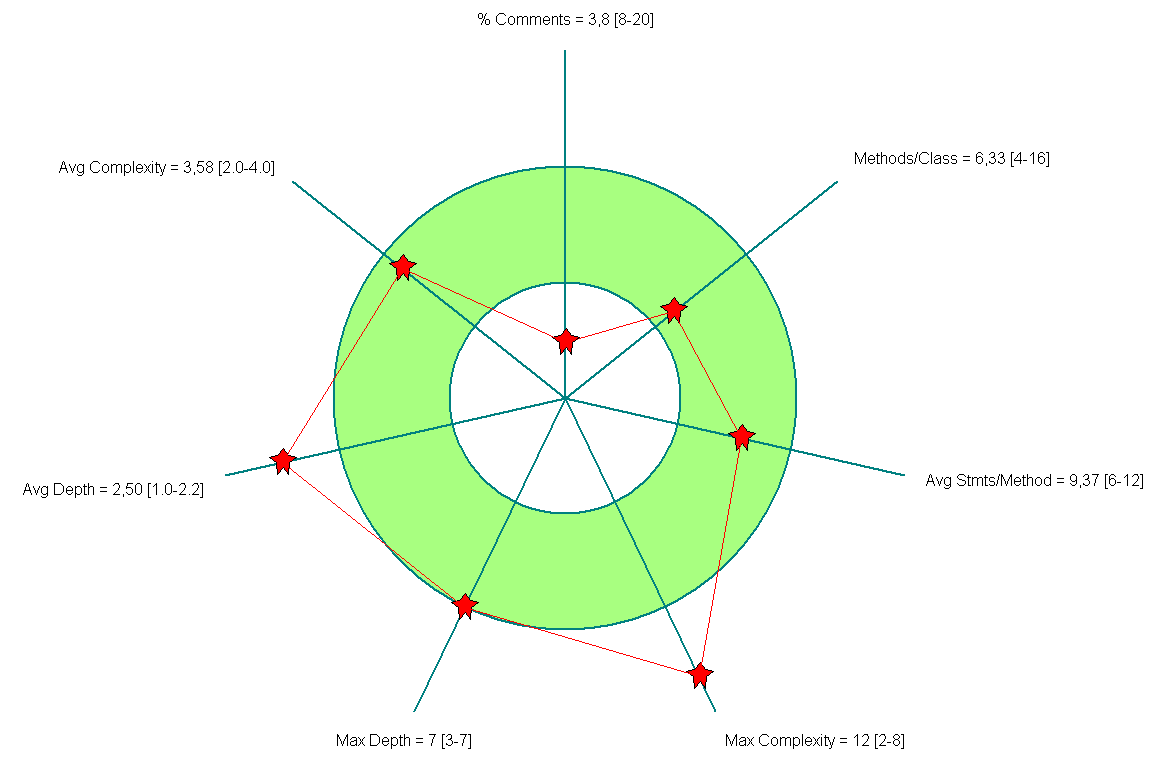 % Comments = 3,8 [8-20]
Methods/Class = 6,33 [4-16]
Avg Complexity = 3,58 [2.0-4.0]
Avg Stmts/Method = 9,37 [6-12]
Avg Depth = 2,50 [1.0-2.2]
Max Depth = 7 [3-7]
Max Complexity = 12 [2-8]